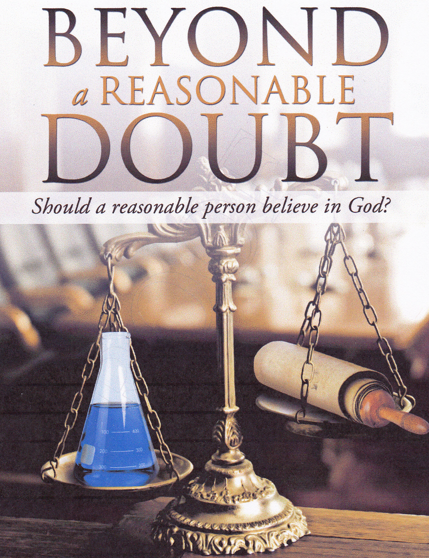 BEYOND
a REASONABLE
DOUBT
Should a reasonable person believe in God?